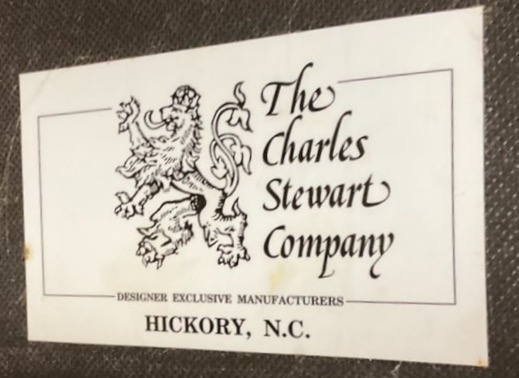 The
Charles
Stewart
Company
DESIGNER EXCLUSIVE MANUFACTURERS
HICKORY, N.C.